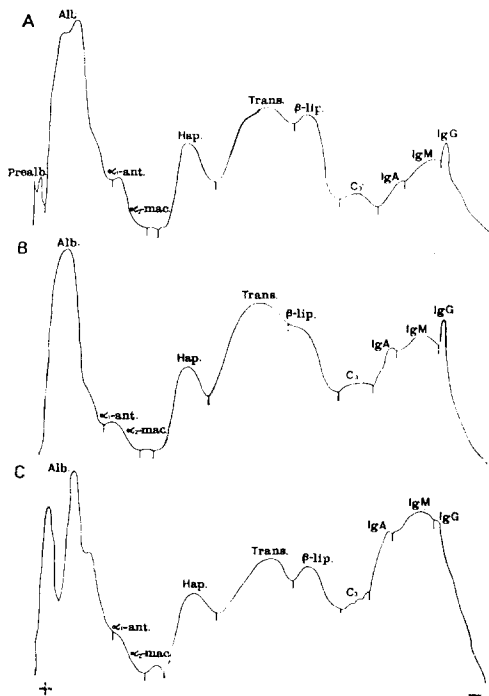 A
Alb.
Prealb.
α₁-ant.
α₂-mac.
Hap.
Trans.
β-lip.
C₃
IgA
IgM
IgG
B
Alb.
α₁-ant.
α₂-mac.
Hap.
Trans.
β-lip.
C₃
IgA
IgM
IgG
C
Alb.
α₁-ant.
α₂-mac.
Hap.
Trans.
β-lip.
C₃
IgA
IgM
IgG
+
−